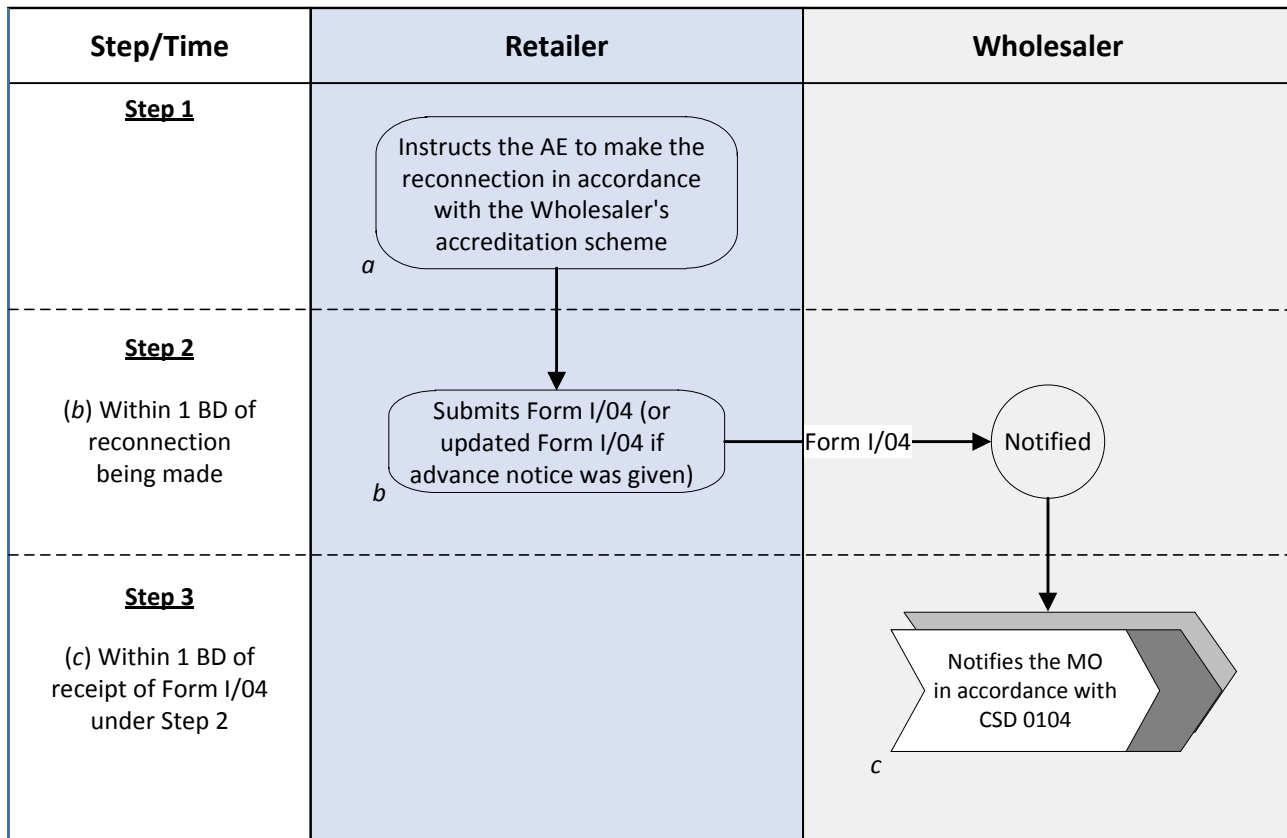 Step/Time
Retailer
Wholesaler
Step 1
Instructs the AE to make the
reconnection in accordance
with the Wholesaler's
accreditation scheme
a
Step 2
(b) Within 1 BD of
reconnection
being made
Submits Form I/04 (or
updated Form I/04 if
advance notice was given)
b
Form I/04
Notified
Step 3
(c) Within 1 BD of
receipt of Form I/04
under Step 2
Notifies the MO
in accordance with
CSD 0104
c